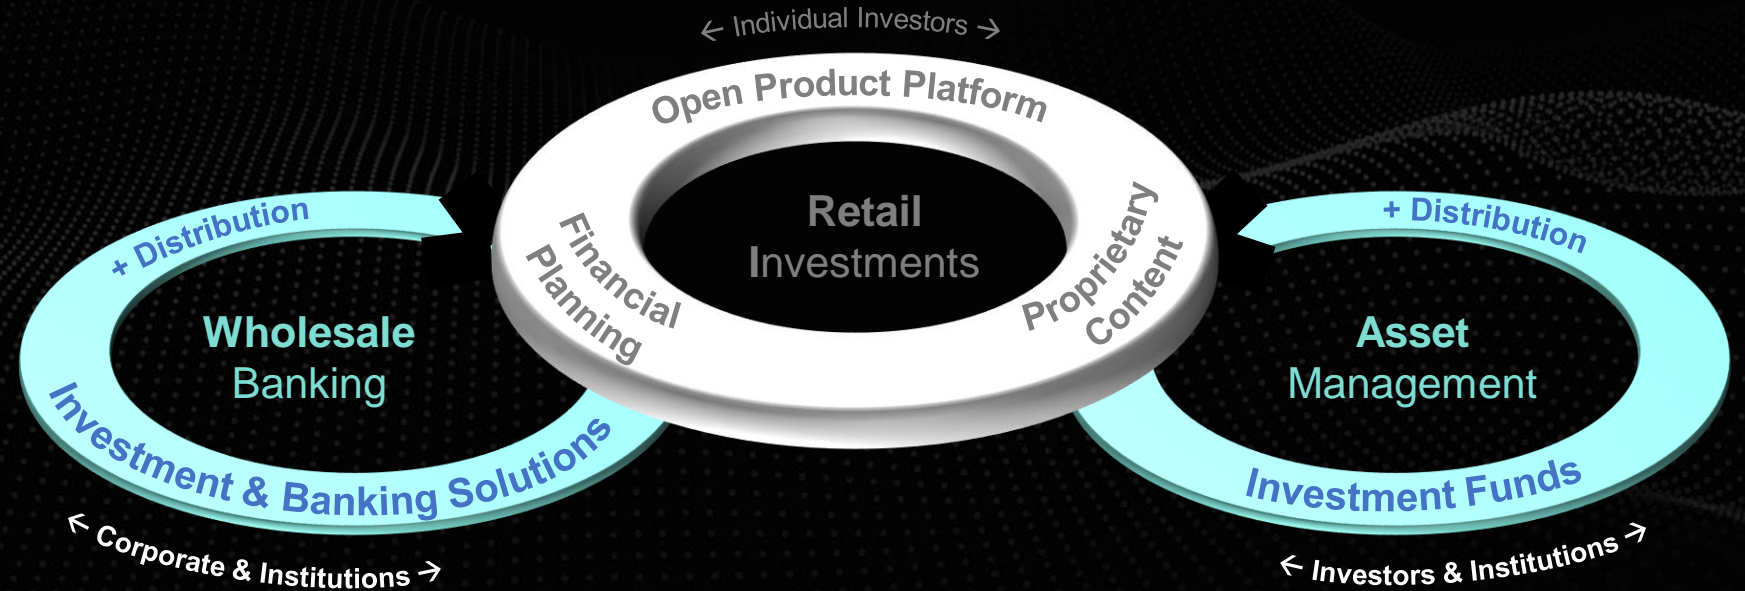 ← Individual Investors →
Open Product Platform
Retail
Investments
Financial
Planning
Proprietary
Content
+ Distribution
Wholesale
Banking
Investment & Banking Solutions
← Corporate & Institutions →
+ Distribution
Asset
Management
Investment Funds
← Investors & Institutions →